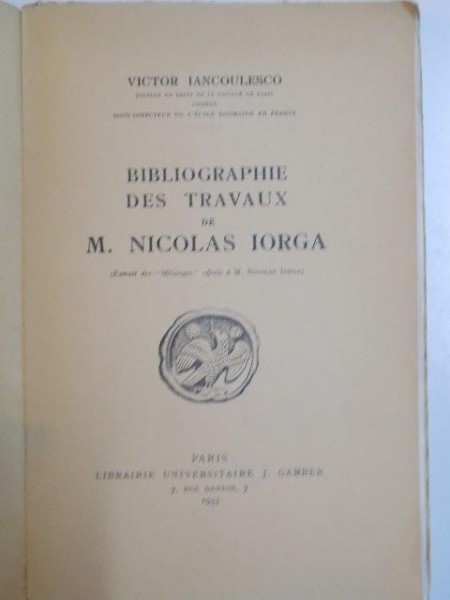 VICTOR IANCOULESCO
DOCTEUR EN DROIT DE LA FACULTÉ DE PARIS
SOUS-DIRECTEUR DE L'ÉCOLE ROUMAINE EN FRANCE
BIBLIOGRAPHIE
DES TRAVAUX
DE
M. NICOLAS IORGA
(Extrait des "Mélanges" offerts à M. Nicolas Iorga)
PARIS
LIBRAIRIE UNIVERSITAIRE J. GAMBER
7, RUE DANTON, 7
1933